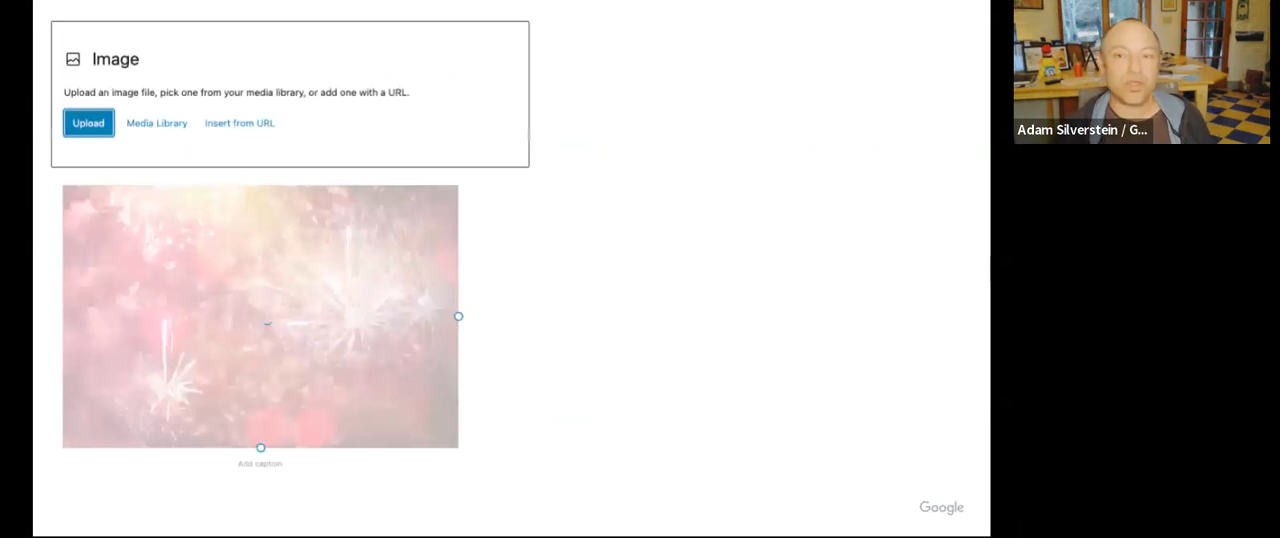 Image
Upload an image file, pick one from your media library, or add one with a URL.
Upload Media Library Insert from URL
Add caption
Google
Adam Silverstein / G...